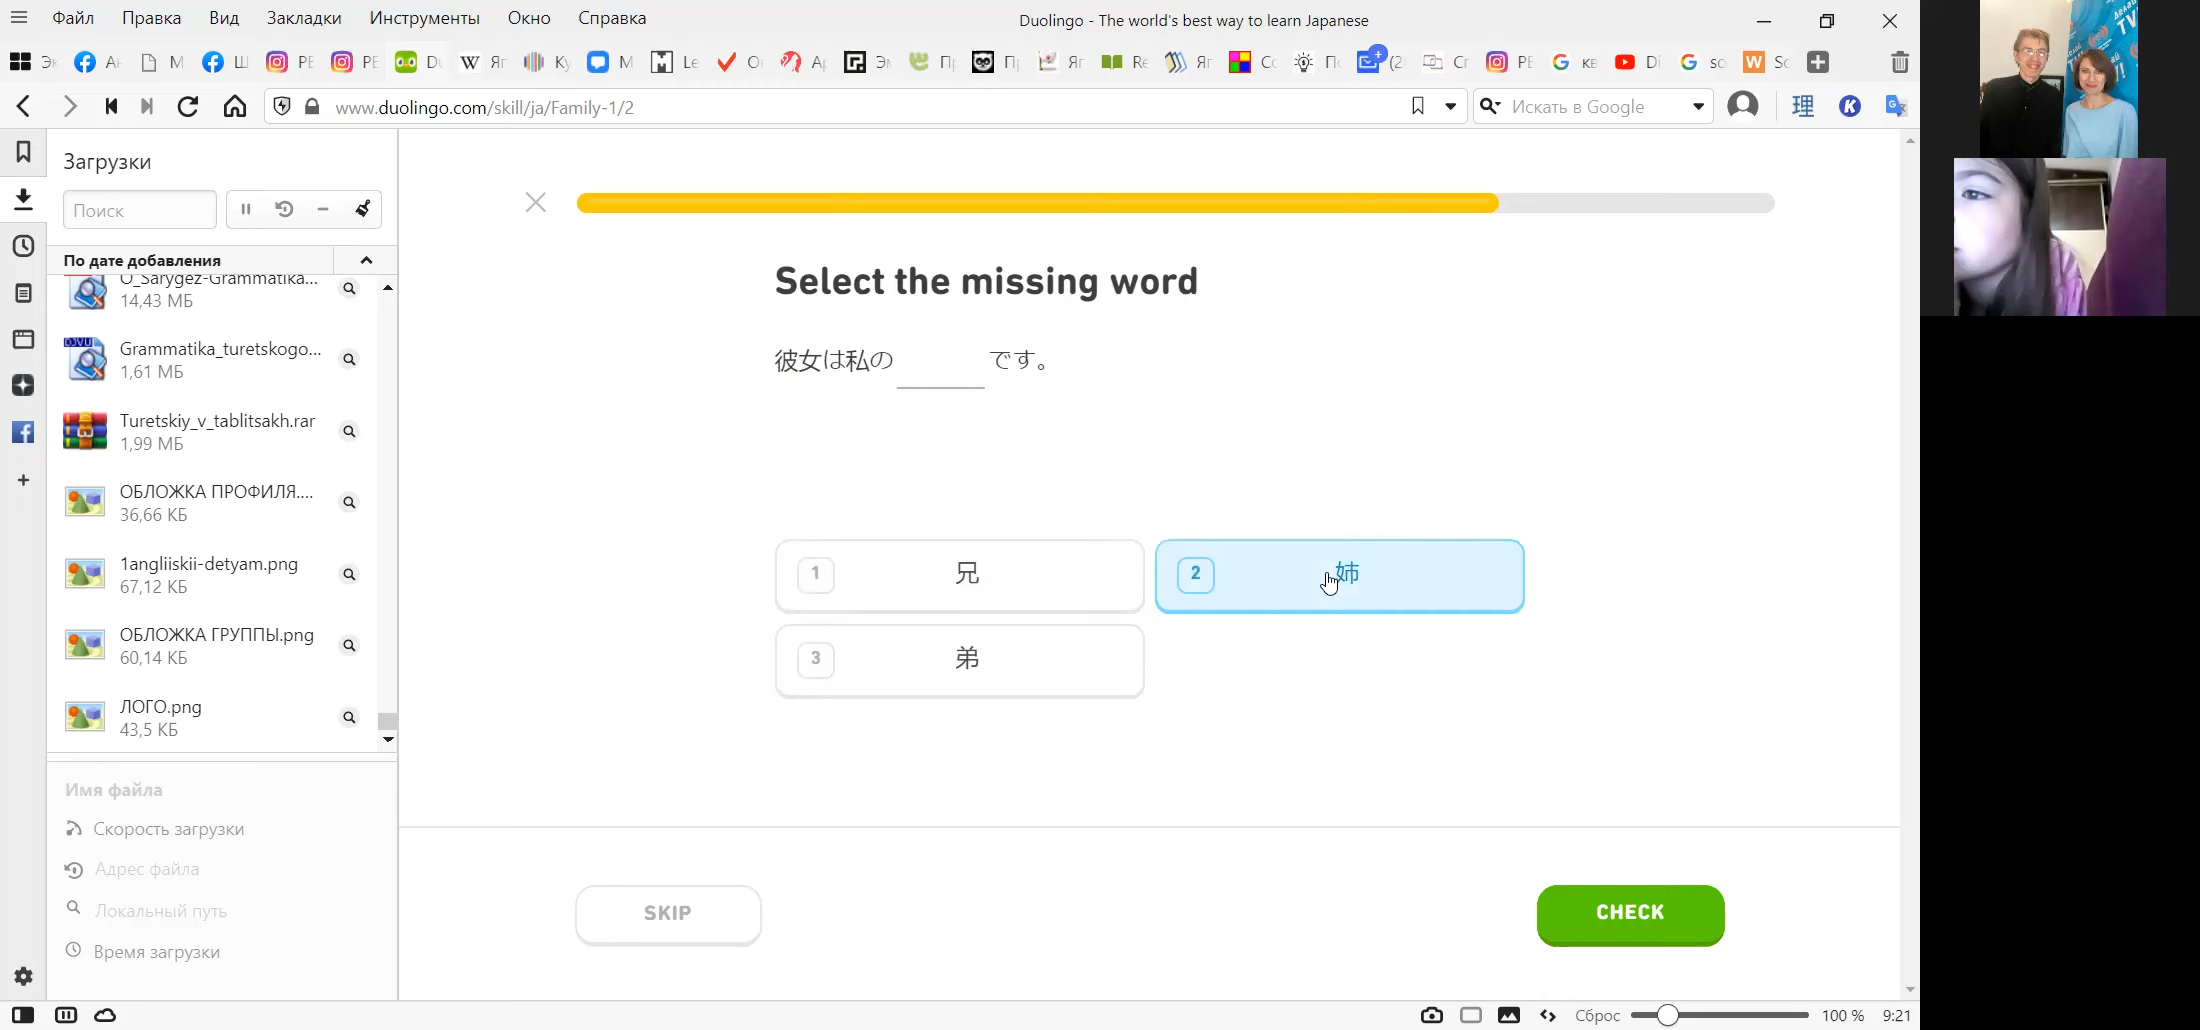 Файл Правка Вид Закладки Инструменты Окно Справка
Duolingo - The world's best way to learn Japanese
www.duolingo.com/skill/ja/Family-1/2
Искать в Google
Загрузки
Поиск
По дате добавления
O_Sarygez-Grammatika...
14,43 МБ
Grammatika_turetskogo...
1,61 МБ
Turetskiy_v_tablitsakh.rar
1,99 МБ
ОБЛОЖКА ПРОФИЛЯ....
36,66 КБ
1angliiskii-detyam.png
67,12 КБ
ОБЛОЖКА ГРУППЫ.png
60,14 КБ
ЛОГО.png
43,5 КБ
Имя файла
Скорость загрузки
Адрес файла
Локальный путь
Время загрузки
Select the missing word
彼女は私の ______ です。
1 兄
2 姉
3 弟
SKIP
CHECK
Сброс 100 % 9:21